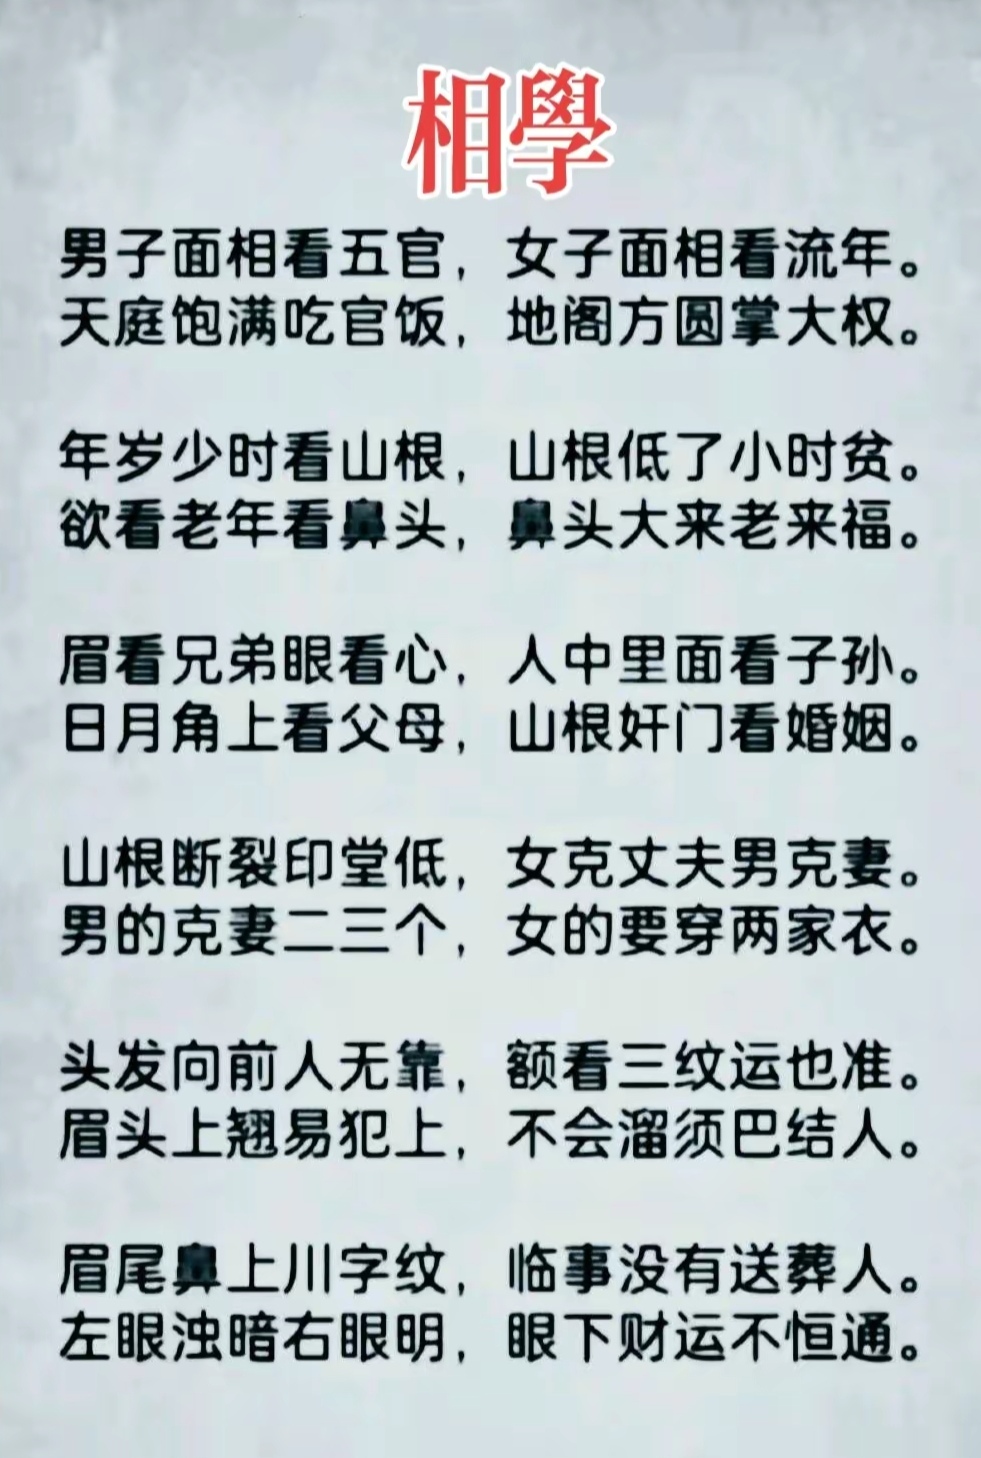 相學
男子面相看五官，女子面相看流年。
天庭饱满吃官饭，地阁方圆掌大权。
年岁少时看山根，山根低了小时贫。
欲看老年看鼻头，鼻头大来老来福。
眉看兄弟眼看心，人中里面看子孙。
日月角上看父母，山根奸门看婚姻。
山根断裂印堂低，女克丈夫男克妻。
男的克妻二三个，女的要穿两家衣。
头发向前人无靠，额看三纹运也准。
眉头上翘易犯上，不会溜须巴结人。
眉尾鼻上川字纹，临事没有送葬人。
左眼浊暗右眼明，眼下财运不恒通。